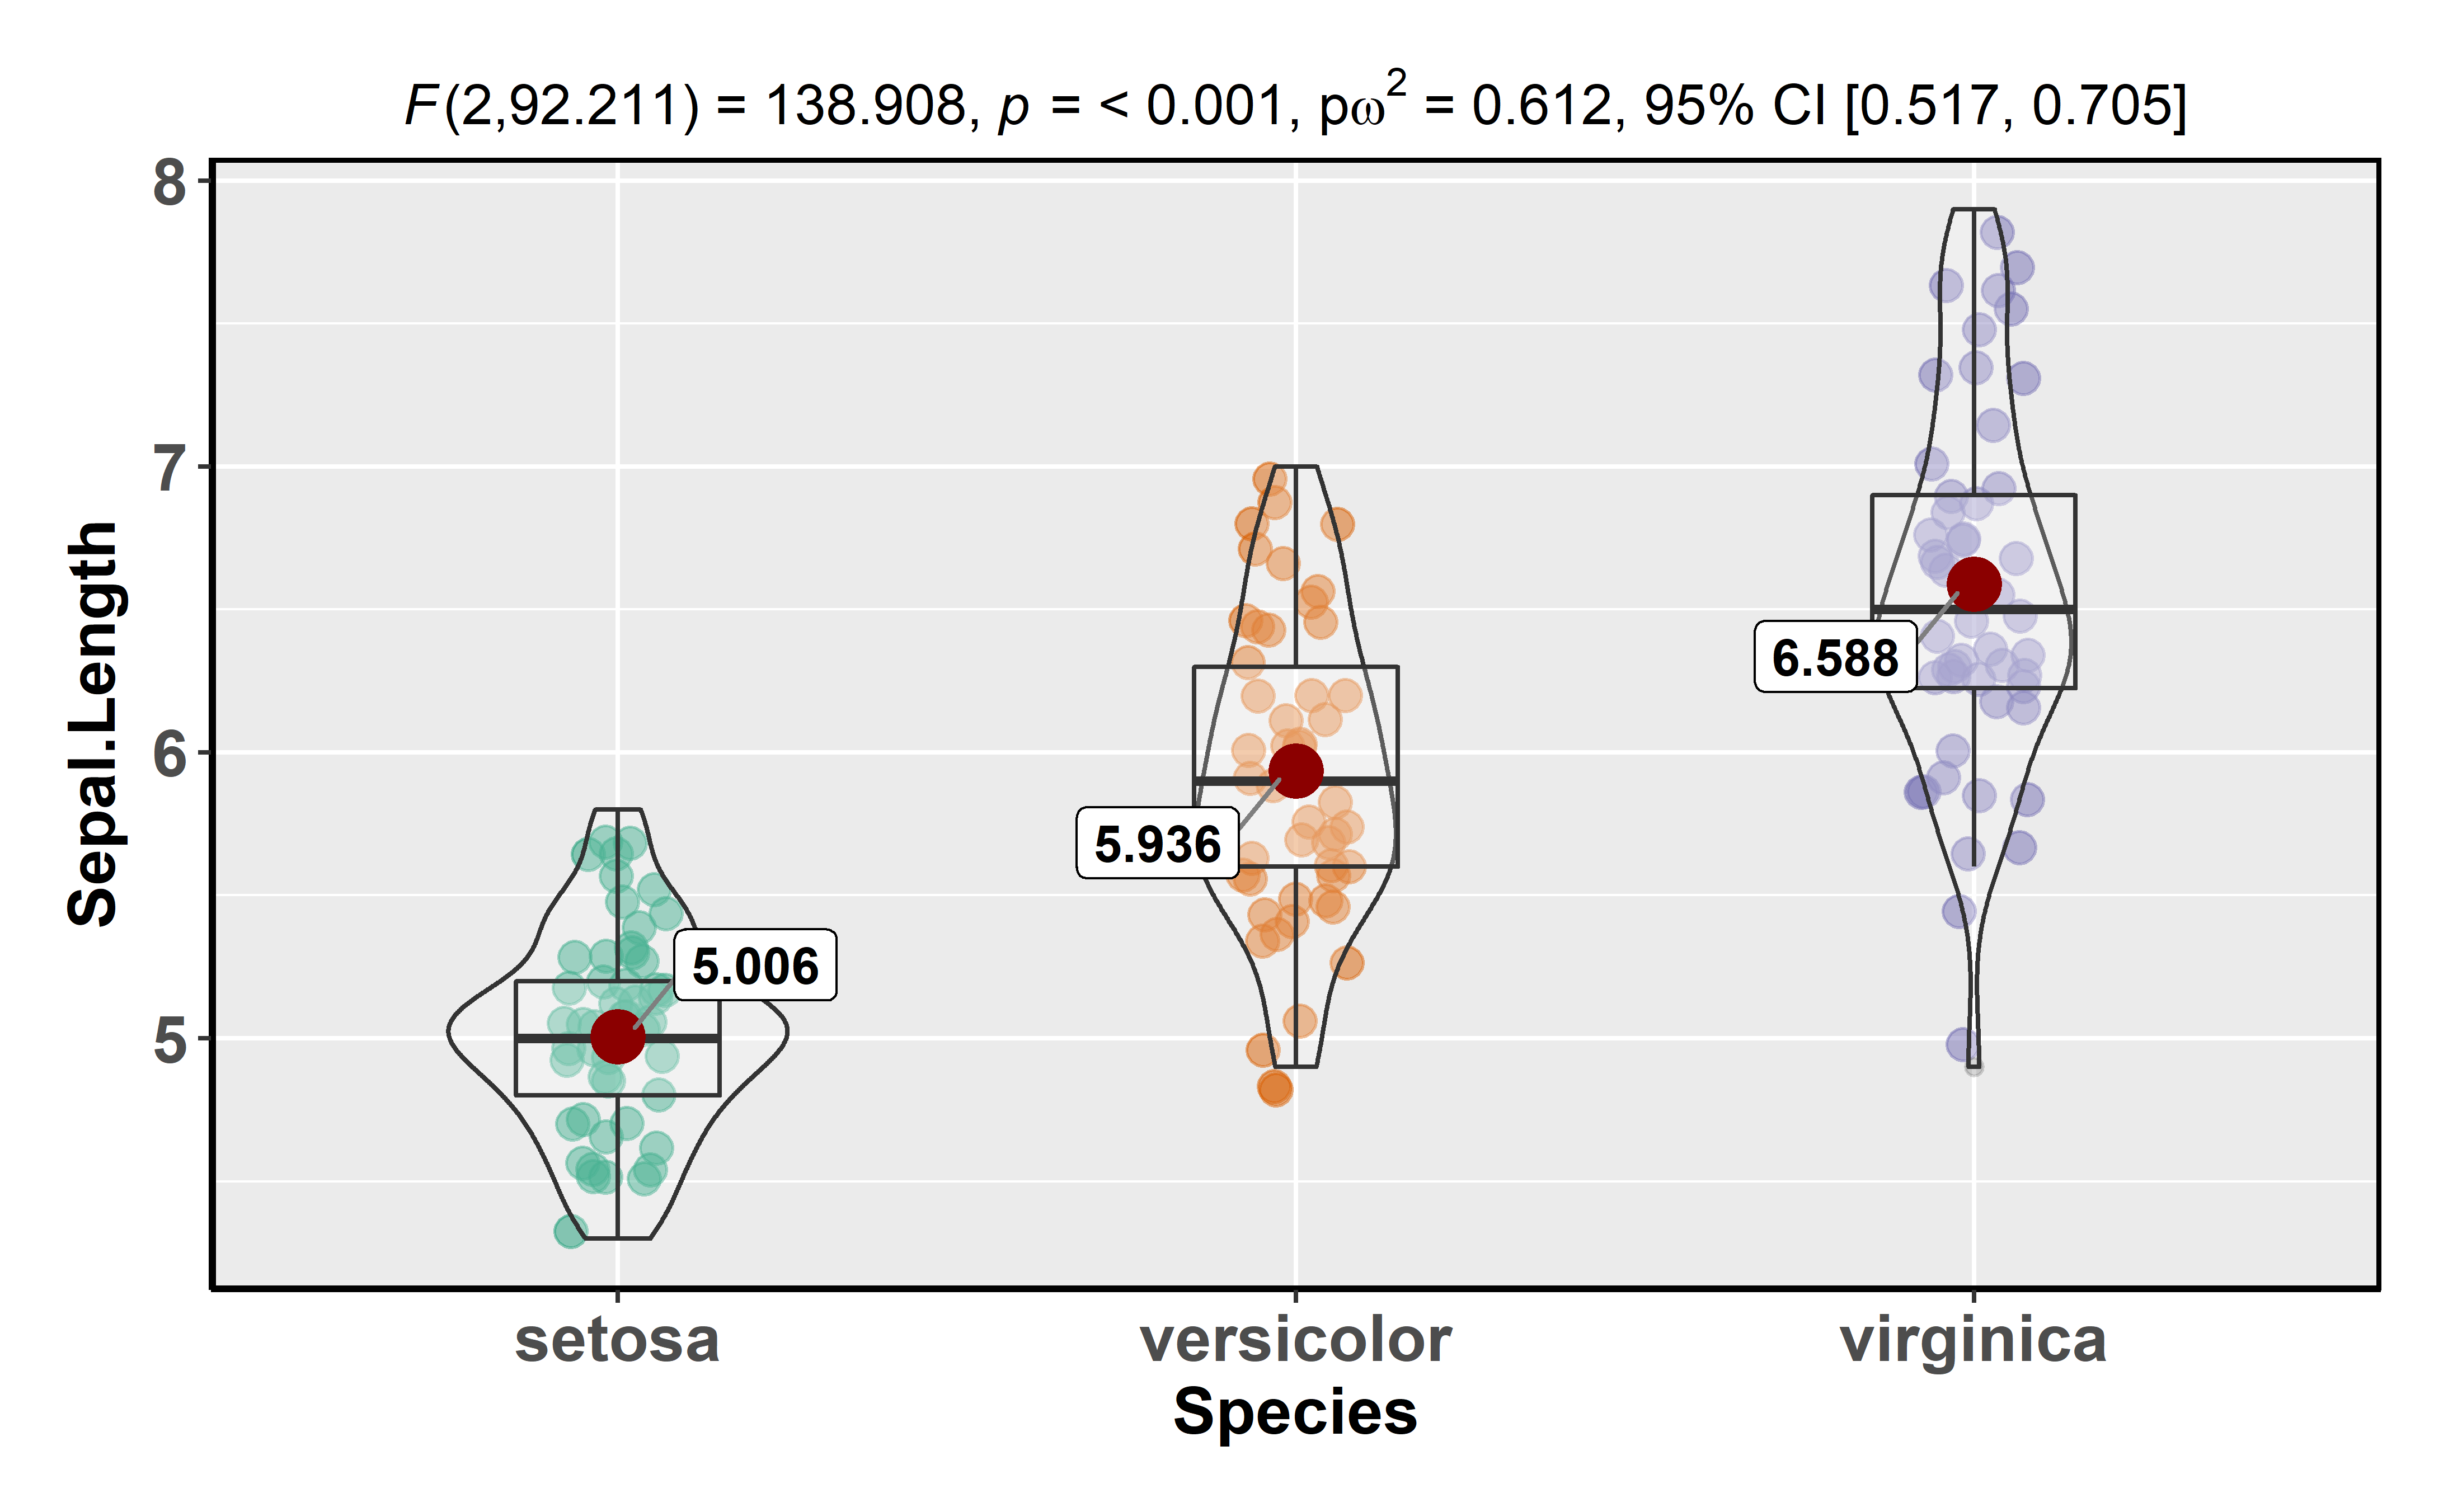 F(2,92.211) = 138.908, p = < 0.001, pω² = 0.612, 95% CI [0.517, 0.705]
8
7
6
5
Sepal.Length
6.588
5.936
5.006
setosa versicolor virginica
Species